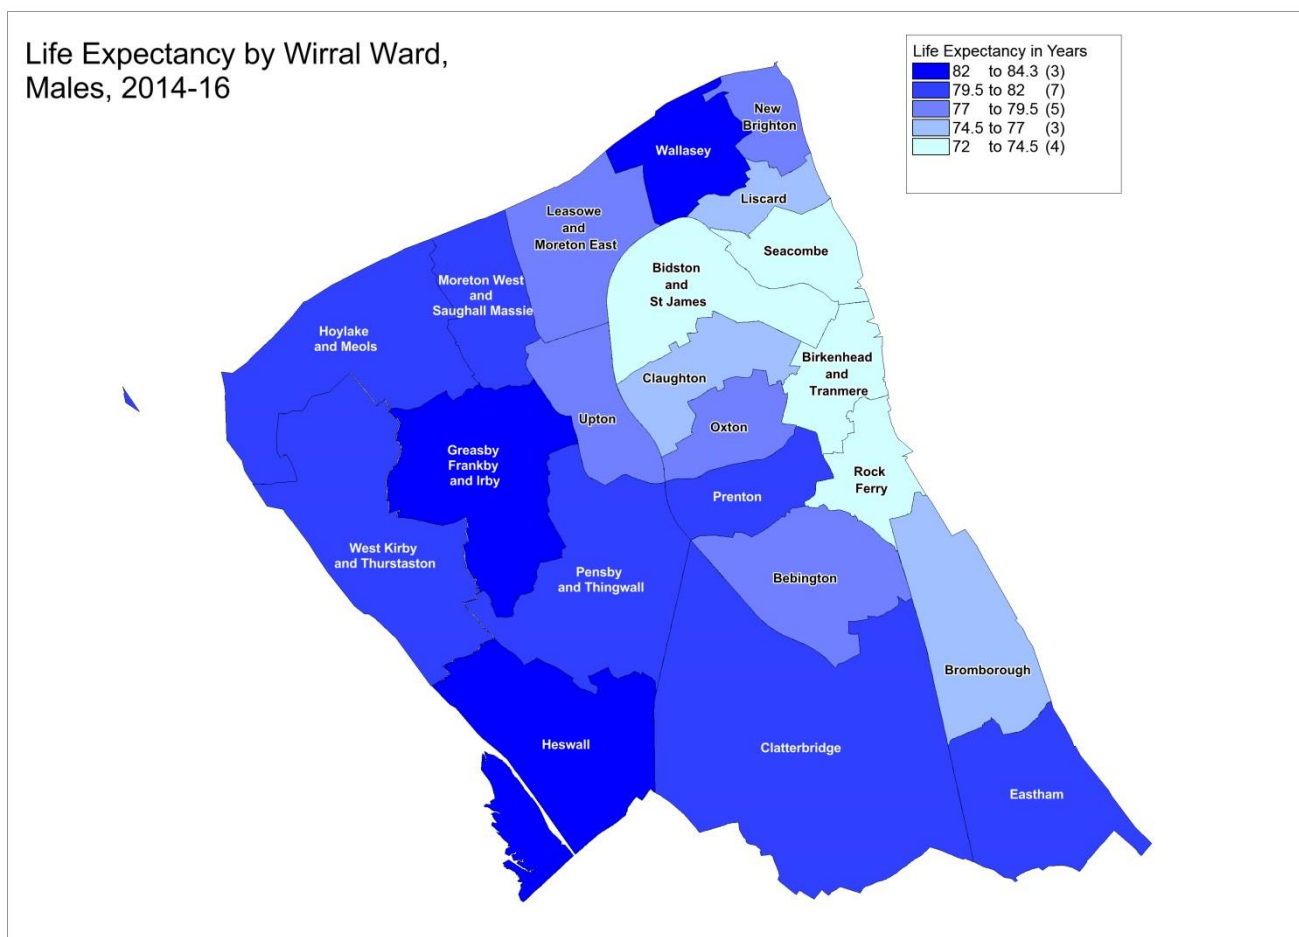 Life Expectancy by Wirral Ward,
Males, 2014-16
Life Expectancy in Years
82 to 84.3 (3)
79.5 to 82 (7)
77 to 79.5 (5)
74.5 to 77 (3)
72 to 74.5 (4)
New
Brighton
Wallasey
Liscard
Leasowe
and
Moreton East
Seacombe
Bidston
and
St James
Moreton West
and
Saughall Massie
Hoylake
and Meols
Birkenhead
and
Tranmere
Claughton
Upton
Oxton
Greasby
Frankby
and Irby
Rock
Ferry
Prenton
West Kirby
and Thurstaston
Pensby
and Thingwall
Bebington
Bromborough
Heswall
Clatterbridge
Eastham